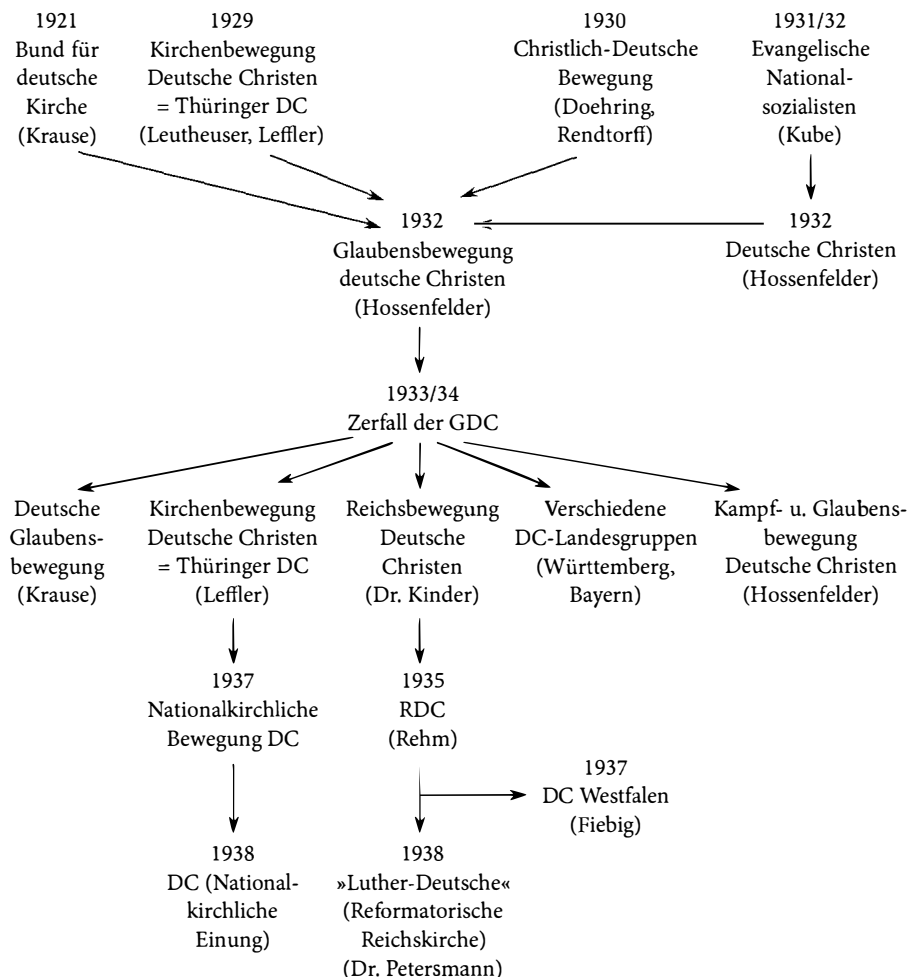 1921
Bund für
deutsche
Kirche
(Krause)
1929
Kirchenbewegung
Deutsche Christen
= Thüringer DC
(Leutheuser, Leffler)
1930
Christlich-Deutsche
Bewegung
(Doehring,
Rendtorff)
1931/32
Evangelische
National-
sozialisten
(Kube)
1932
Glaubensbewegung
deutsche Christen
(Hossenfelder)
1932
Deutsche Christen
(Hossenfelder)
1933/34
Zerfall der GDC
Deutsche
Glaubens-
bewegung
(Krause)
Kirchenbewegung
Deutsche Christen
= Thüringer DC
(Leffler)
Reichsbewegung
Deutsche
Christen
(Dr. Kinder)
Verschiedene
DC-Landesgruppen
(Württemberg,
Bayern)
Kampf- u. Glaubens-
bewegung
Deutsche Christen
(Hossenfelder)
1937
Nationalkirchliche
Bewegung DC
1935
RDC
(Rehm)
1937
DC Westfalen
(Fiebig)
1938
DC (National-
kirchliche
Einung)
1938
»Luther-Deutsche«
(Reformatorische
Reichskirche)
(Dr. Petersmann)